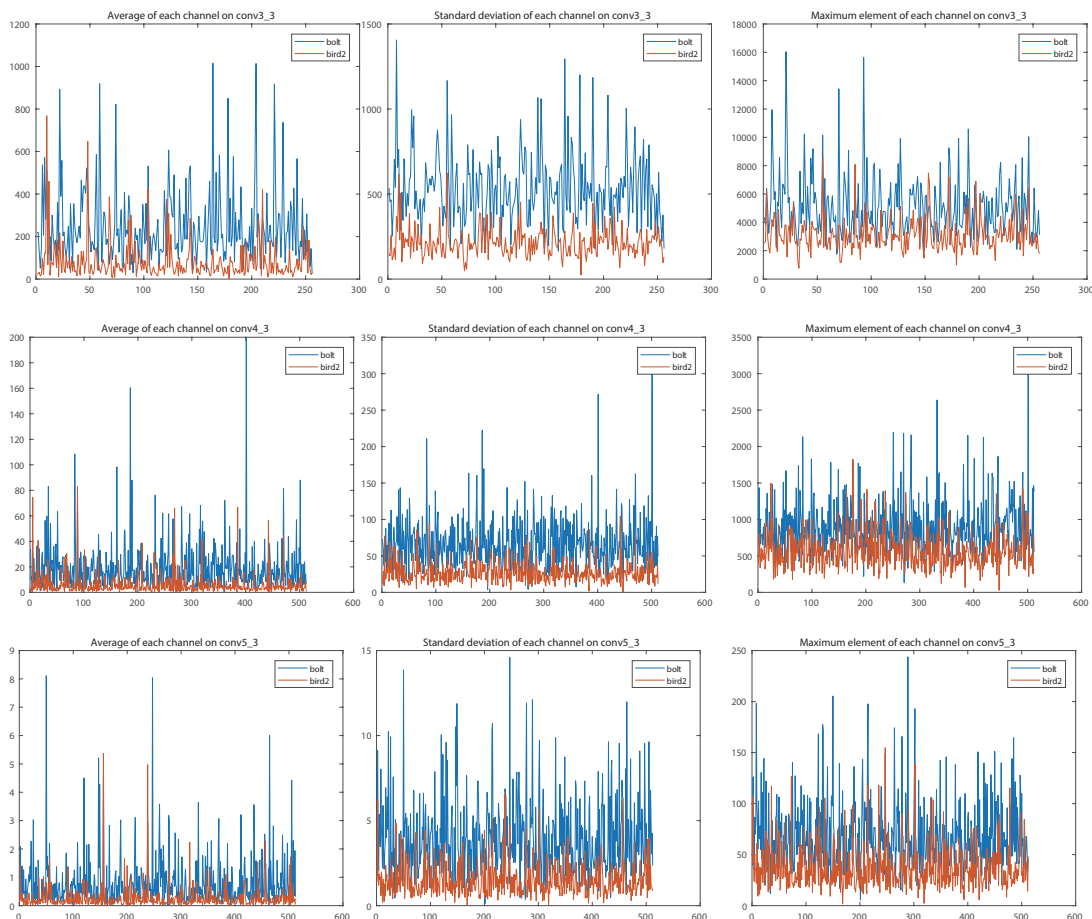 Average of each channel on conv3_3
1200
1000
800
600
400
200
0
0 50 100 150 200 250 300
bolt
bird2
Standard deviation of each channel on conv3_3
1500
1000
500
0
0 50 100 150 200 250 300
bolt
bird2
Maximum element of each channel on conv3_3
18000
16000
14000
12000
10000
8000
6000
4000
2000
0
0 50 100 150 200 250 300
bolt
bird2
Average of each channel on conv4_3
200
180
160
140
120
100
80
60
40
20
0
0 100 200 300 400 500 600
bolt
bird2
Standard deviation of each channel on conv4_3
350
300
250
200
150
100
50
0
0 100 200 300 400 500 600
bolt
bird2
Maximum element of each channel on conv4_3
3500
3000
2500
2000
1500
1000
500
0
0 100 200 300 400 500 600
bolt
bird2
Average of each channel on conv5_3
9
8
7
6
5
4
3
2
1
0
0 100 200 300 400 500 600
bolt
bird2
Standard deviation of each channel on conv5_3
15
10
5
0
0 100 200 300 400 500 600
bolt
bird2
Maximum element of each channel on conv5_3
250
200
150
100
50
0
0 100 200 300 400 500 600
bolt
bird2